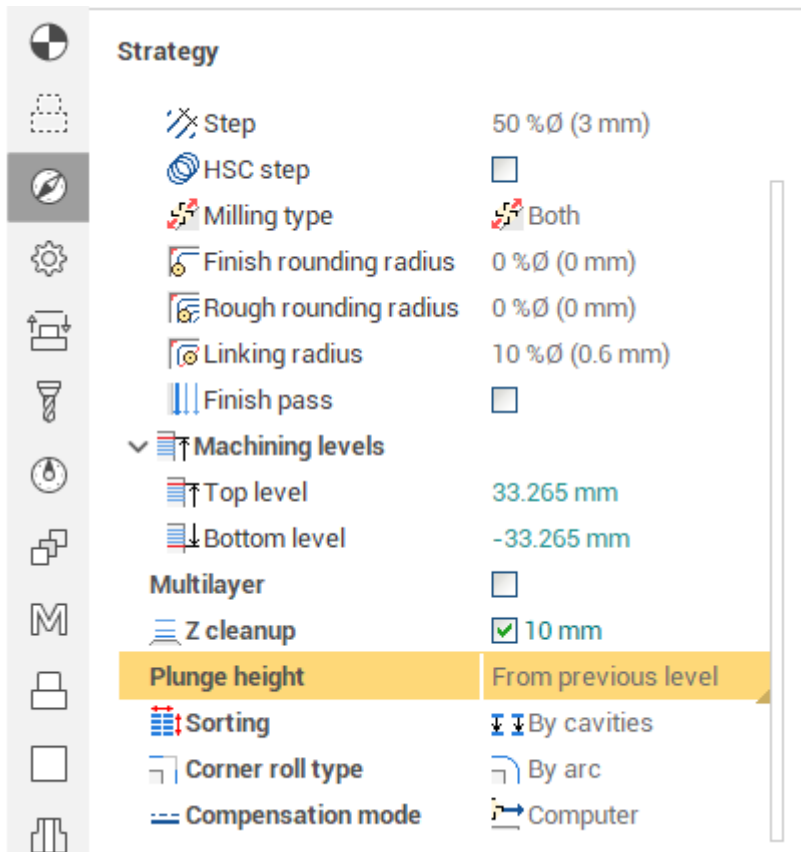 Strategy
Step 50 %Ø (3 mm)
HSC step
Milling type Both
Finish rounding radius 0 %Ø (0 mm)
Rough rounding radius 0 %Ø (0 mm)
Linking radius 10 %Ø (0.6 mm)
Finish pass
Machining levels
Top level 33.265 mm
Bottom level -33.265 mm
Multilayer
Z cleanup 10 mm
Plunge height From previous level
Sorting By cavities
Corner roll type By arc
Compensation mode Computer